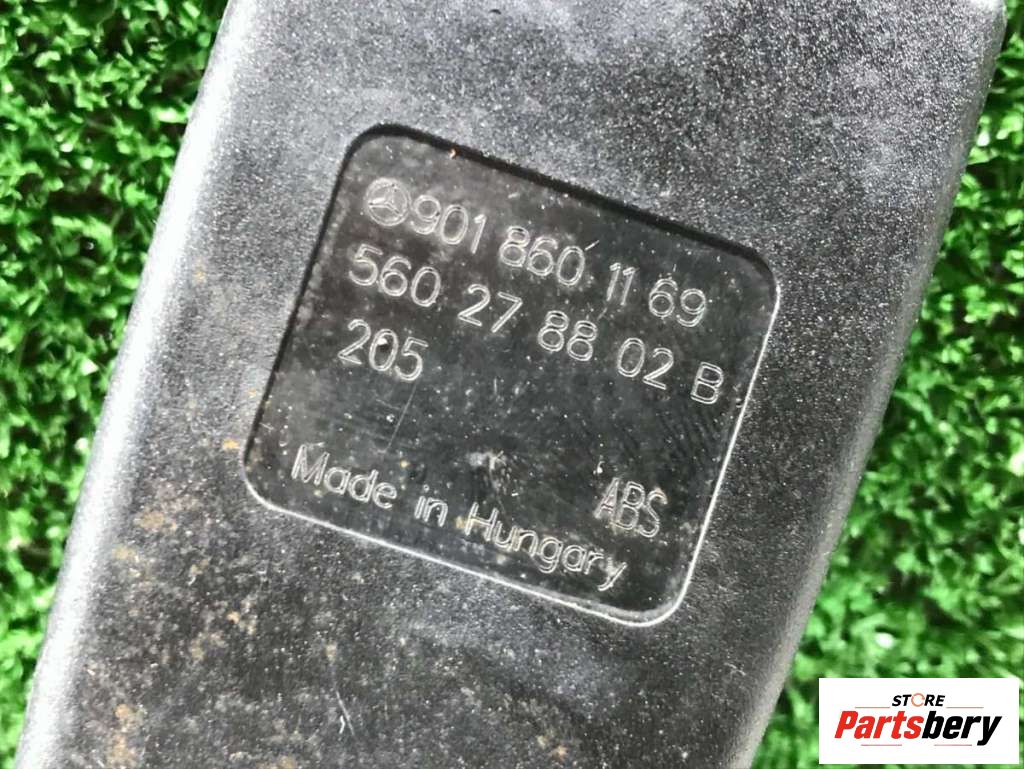 901 860 11 69
560 27 88 02 B
205
ABS
Made in Hungary
STORE
Partsbery